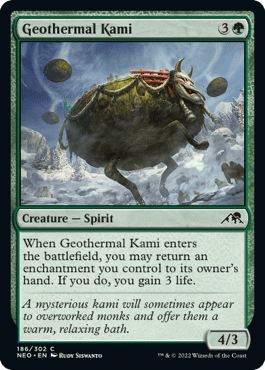 Geothermal Kami 3
Creature — Spirit
When Geothermal Kami enters
the battlefield, you may return an
enchantment you control to its owner's
hand. If you do, you gain 3 life.
A mysterious kami will sometimes appear
to overworked monks and offer them a
warm, relaxing bath.
4/3
186/302 C
NEO • EN RUDY SISWANTO ™ & © 2022 Wizards of the Coast